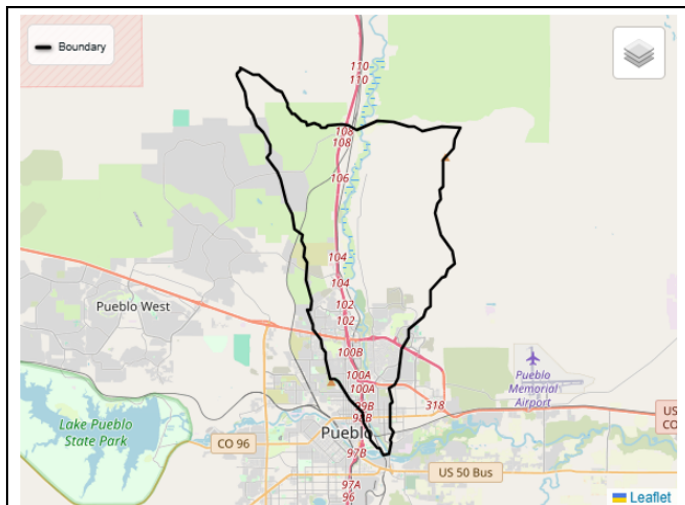 Boundary
110
110
108
108
106
104
104
102
102
Pueblo West
100B
100A
100A
Pueblo
Memorial
Airport
99B
318
98B
Lake Pueblo
State Park
CO 96
Pueblo
97B
US
CO
US 50 Bus
97A
96
Leaflet